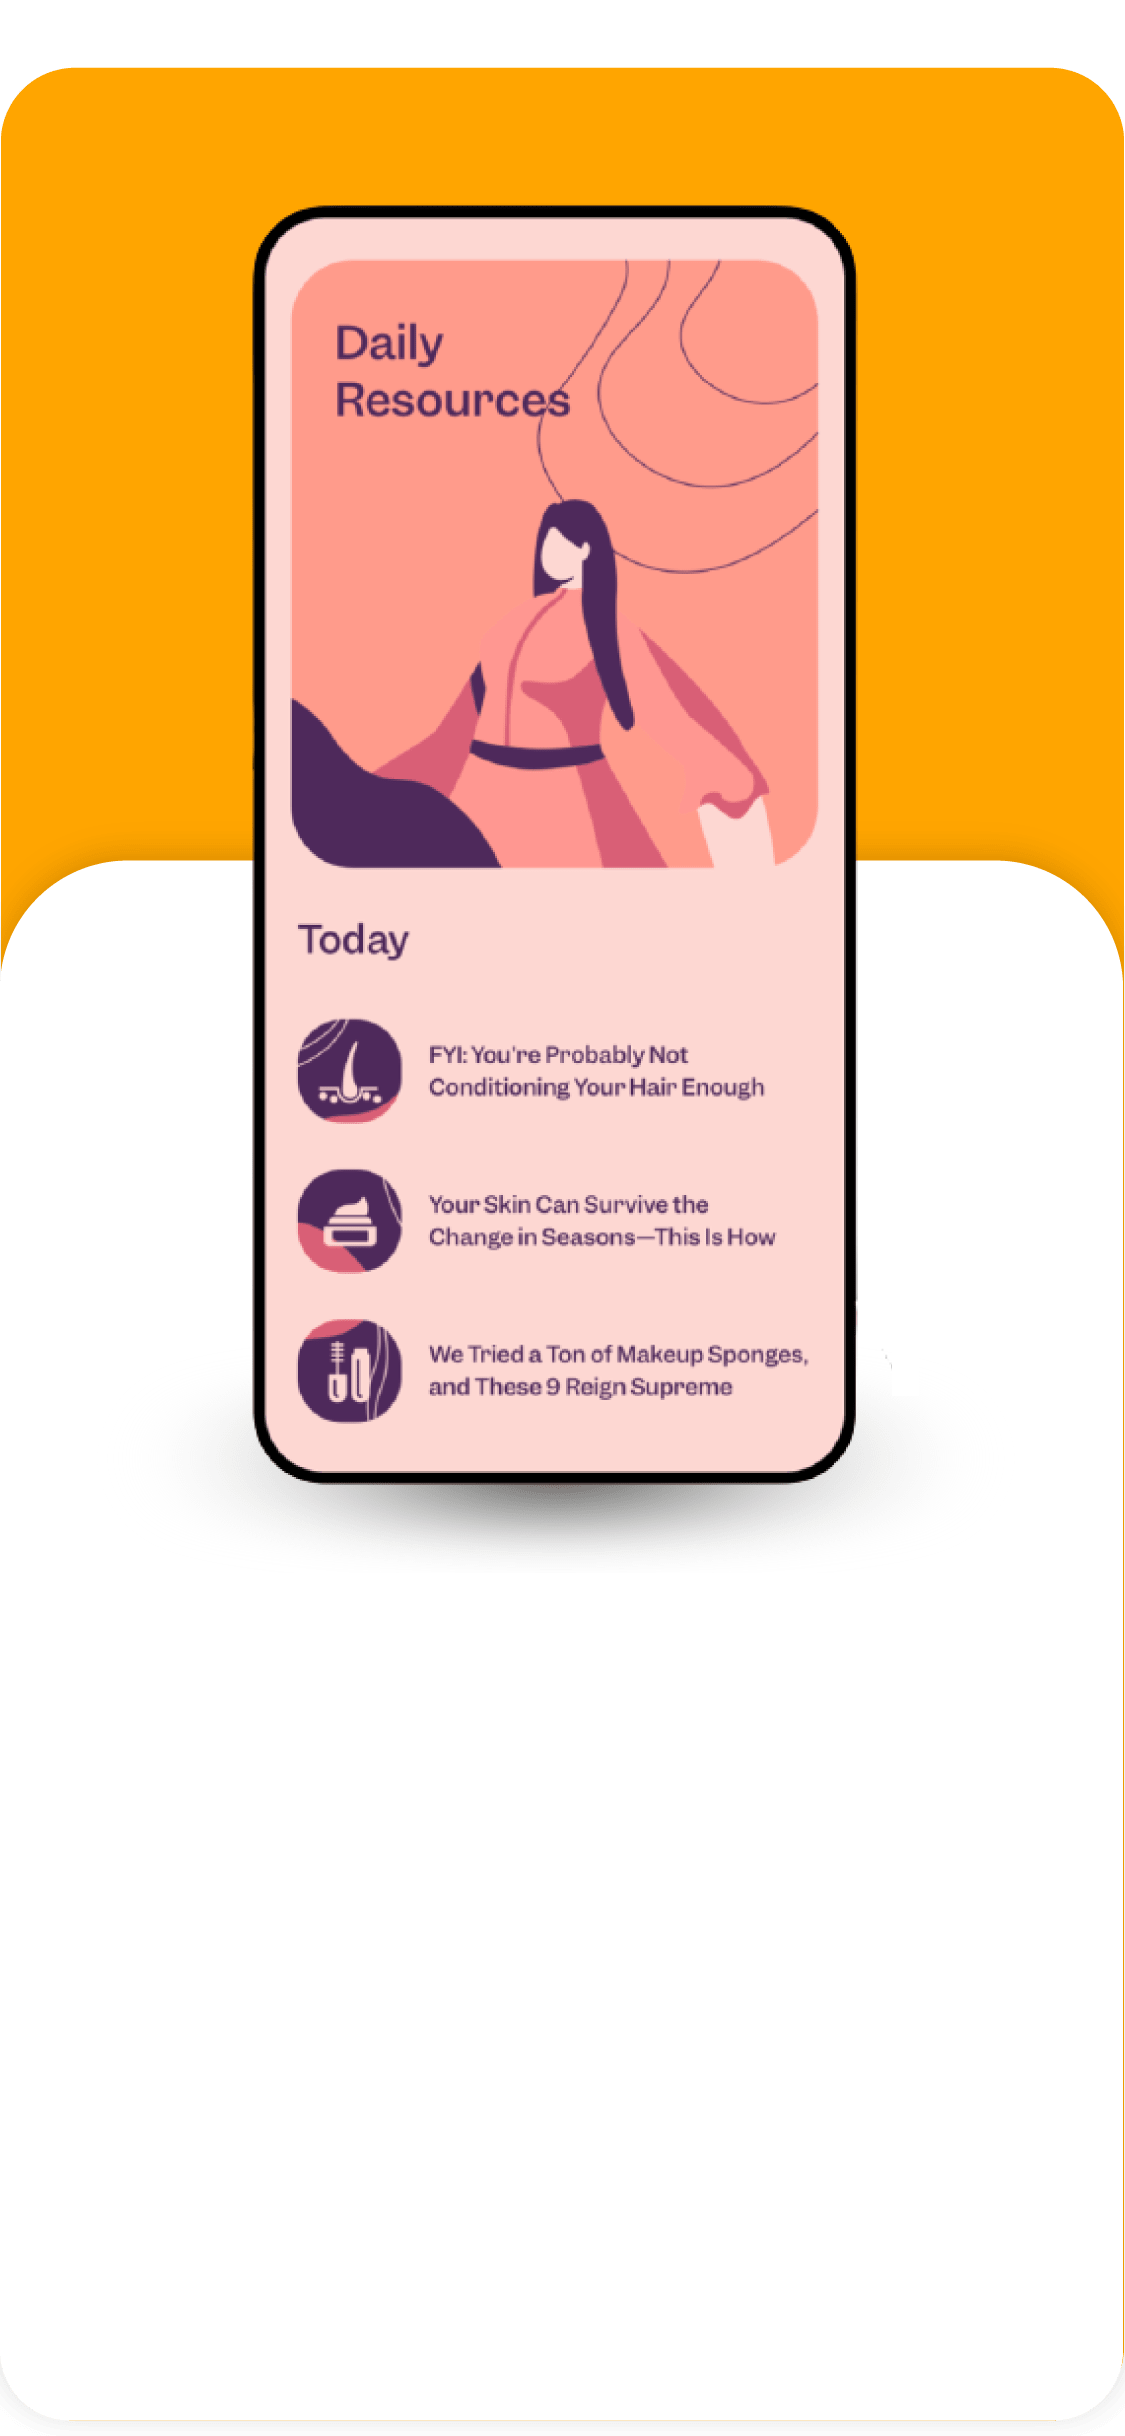 Daily
Resources
Today
FYI: You're Probably Not
Conditioning Your Hair Enough
Your Skin Can Survive the
Change in Seasons—This Is How
We Tried a Ton of Makeup Sponges,
and These 9 Reign Supreme